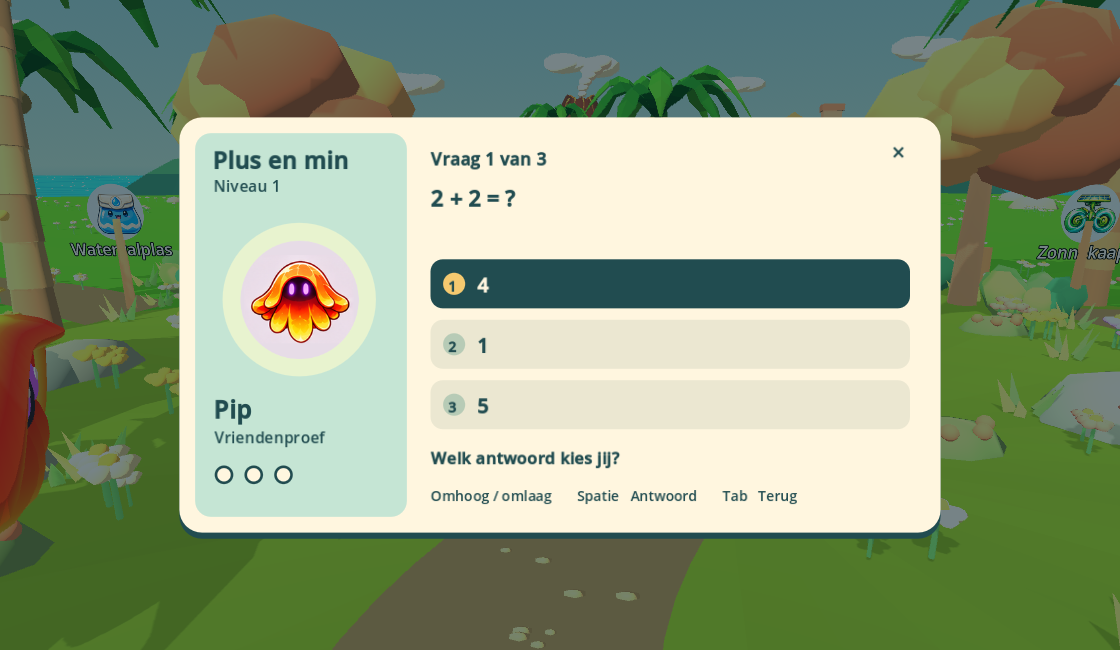 Plus en min
Niveau 1
Pip
Vriendenproef
Vraag 1 van 3
2 + 2 = ?
1 4
2 1
3 5
Welk antwoord kies jij?
Omhoog / omlaag Spatie Antwoord Tab Terug
×